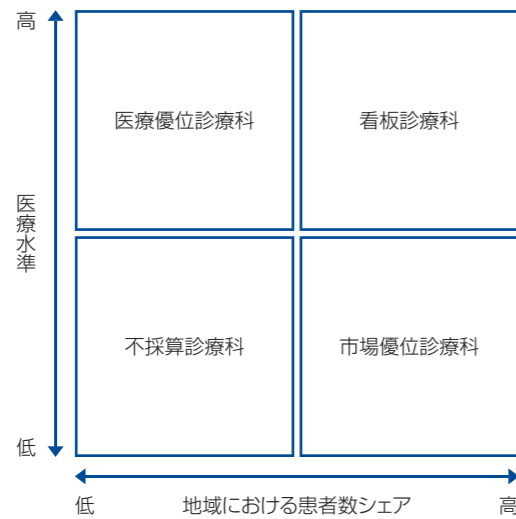 高
医療優位診療科
看板診療科
医療水準
不採算診療科
市場優位診療科
低
低
地域における患者数シェア
高